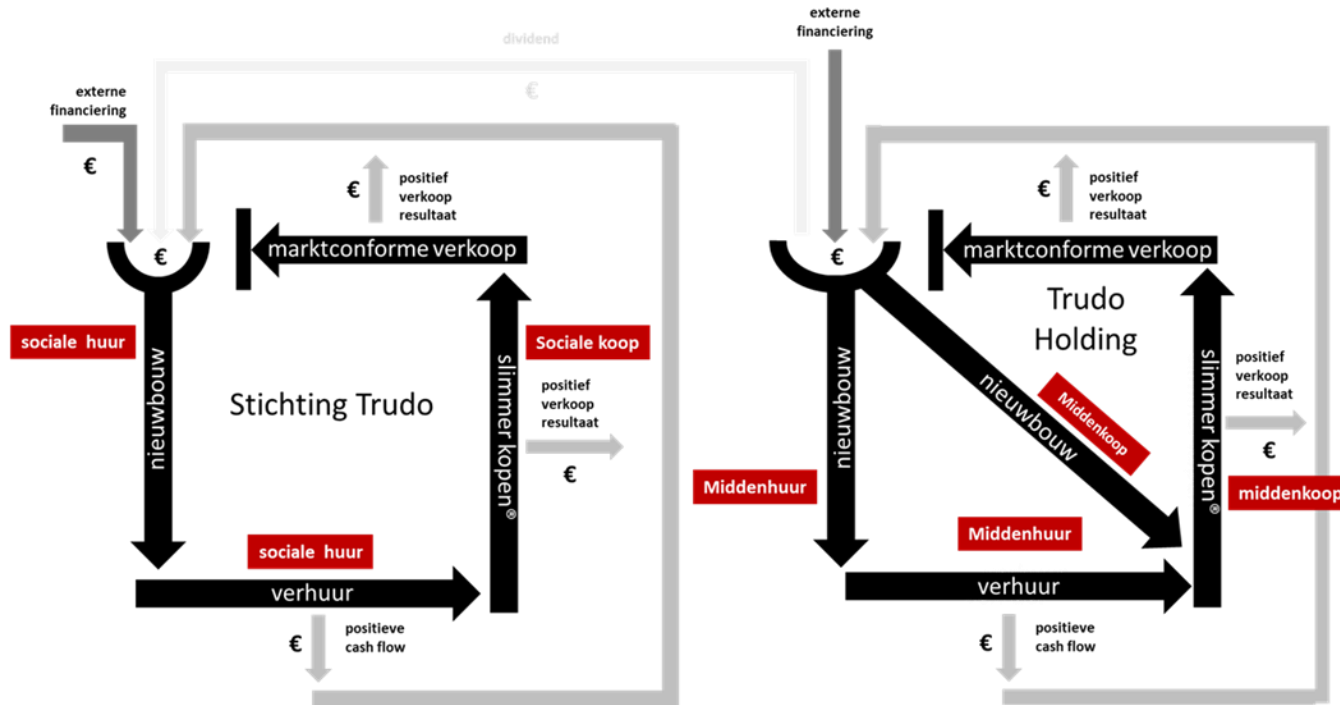 dividend
€
externe
financiering
€
€
€
positief
verkoop
resultaat
marktconforme verkoop
sociale huur
nieuwbouw
Stichting Trudo
Sociale koop
slimmer kopen®
positief
verkoop
resultaat
€
sociale huur
verhuur
€
positieve
cash flow
externe
financiering
€
€
positief
verkoop
resultaat
marktconforme verkoop
Trudo
Holding
nieuwbouw
nieuwbouw
Middenkoop
Middenhuur
slimmer kopen®
positief
verkoop
resultaat
€
middenkoop
Middenhuur
verhuur
€
positieve
cash flow